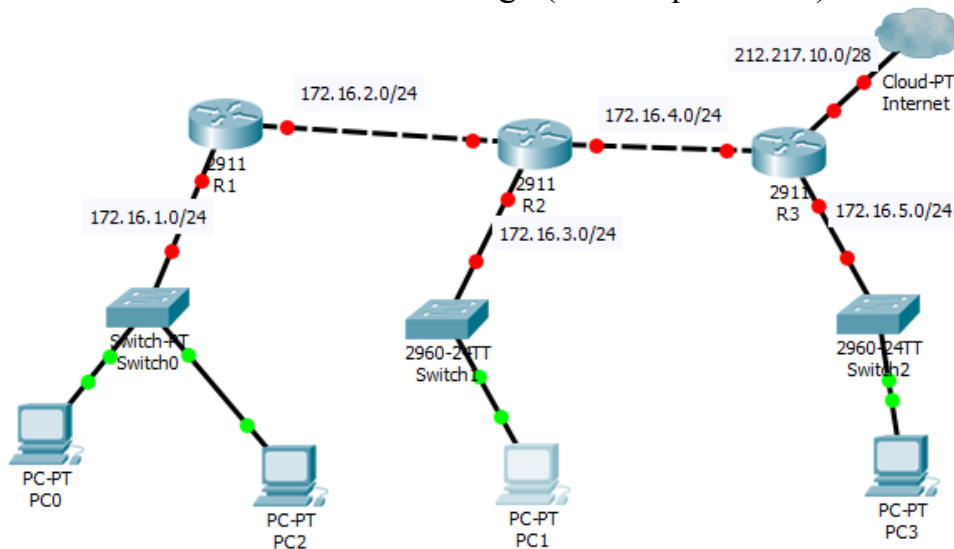 212.217.10.0/28
Cloud-PT
Internet
172.16.2.0/24
172.16.4.0/24
2911
R1
2911
R2
2911
R3
172.16.1.0/24
172.16.3.0/24
172.16.5.0/24
Switch-PT
Switch0
2960-24TT
Switch1
2960-24TT
Switch2
PC-PT
PC0
PC-PT
PC2
PC-PT
PC1
PC-PT
PC3